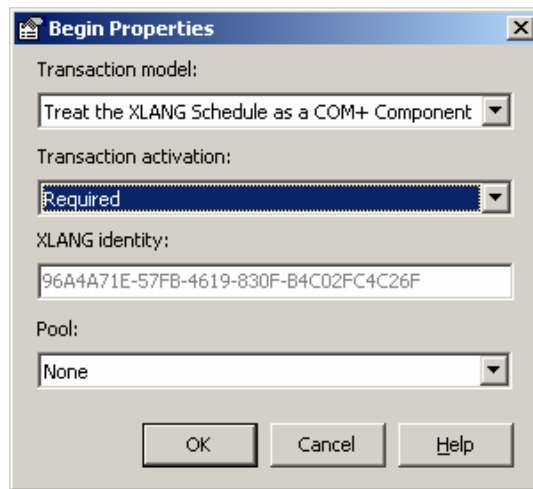 Begin Properties
Transaction model:
Treat the XLANG Schedule as a COM+ Component
Transaction activation:
Required
XLANG identity:
96A4A71E-57FB-4619-830F-B4C02FC4C26F
Pool:
None
OK Cancel Help